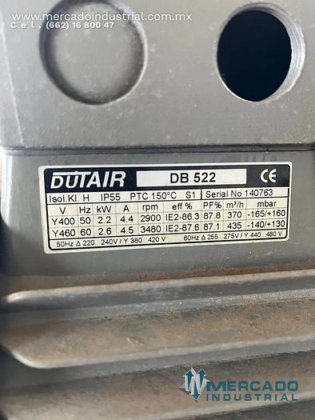 www.mercadoindustrial.com.mx
C. (662) 16 800 47
DUTAIR DB 522 CE
Isol.Kl. H IP55 PTC 150°C S1 Serial No 140763
V Hz kW A rpm eff % PF% m³/h mbar
Y400 50 2.2 4.4 2900 IE2-86.3 87.8 370 -165/+160
Y460 60 2.6 4.5 3480 IE2-87.6 87.1 435 -140/+130
50Hz Δ 220 240V / Y 380 420 V 60Hz Δ 255 275V / Y 440 480 V
MERCADO
INDUSTRIAL